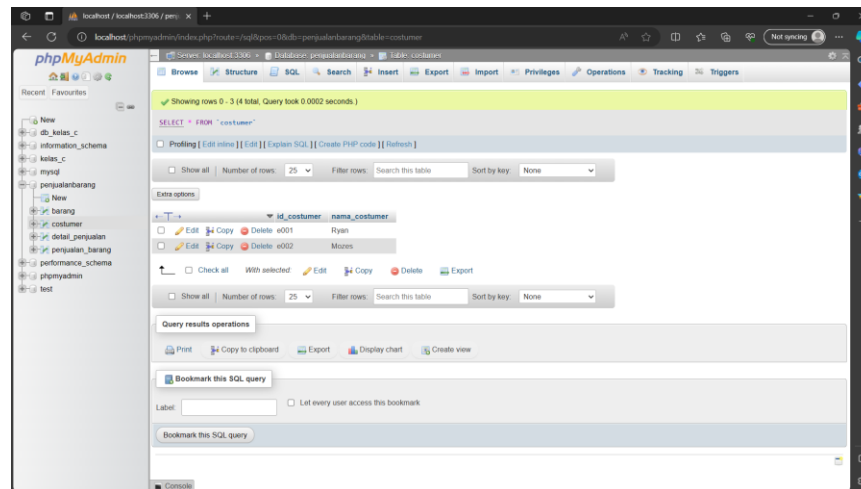 localhost / localhost:3306 / penj
localhost/phpmyadmin/index.php?route=/sql&pos=0&db=penjualanbarang&table=costumer
Not syncing
phpMyAdmin
Recent Favourites
New
db_kelas_c
information_schema
kelas_c
mysql
penjualanbarang
New
barang
costumer
detail_penjualan
penjualan_barang
performance_schema
phpmyadmin
test
Server: localhost:3306 » Database: penjualanbarang » Table: costumer
Browse Structure SQL Search Insert Export Import Privileges Operations Tracking Triggers
Showing rows 0 - 3 (4 total, Query took 0.0002 seconds.)
SELECT * FROM `costumer`
Profiling [ Edit inline ] [ Edit ] [ Explain SQL ] [ Create PHP code ] [ Refresh ]
Show all | Number of rows: 25 Filter rows: Search this table Sort by key: None
Extra options
←T→ id_costumer nama_costumer
Edit Copy Delete e001 Ryan
Edit Copy Delete e002 Mozes
Check all With selected: Edit Copy Delete Export
Show all | Number of rows: 25 Filter rows: Search this table Sort by key: None
Query results operations
Print Copy to clipboard Export Display chart Create view
Bookmark this SQL query
Label: Let every user access this bookmark
Bookmark this SQL query
Console